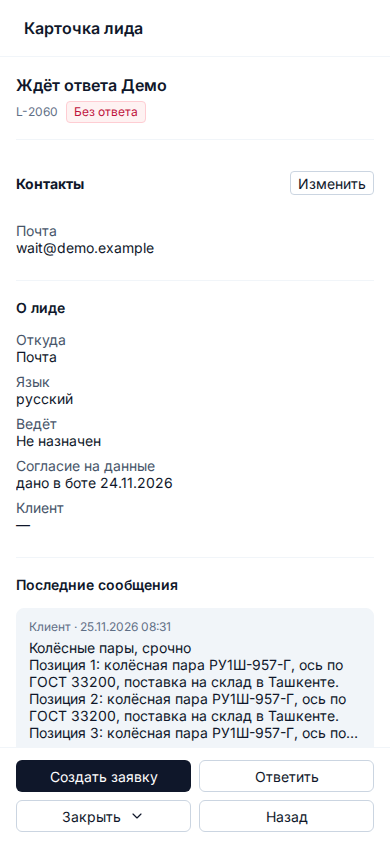 Карточка лида
Ждёт ответа Демо
L-2060 Без ответа
Контакты Изменить
Почта
wait@demo.example
О лиде
Откуда
Почта
Язык
русский
Ведёт
Не назначен
Согласие на данные
дано в боте 24.11.2026
Клиент
—
Последние сообщения
Клиент · 25.11.2026 08:31
Колёсные пары, срочно
Позиция 1: колёсная пара РУ1Ш-957-Г, ось по
ГОСТ 33200, поставка на склад в Ташкенте.
Позиция 2: колёсная пара РУ1Ш-957-Г, ось по
ГОСТ 33200, поставка на склад в Ташкенте.
Позиция 3: колёсная пара РУ1Ш-957-Г, ось по...
Создать заявку Ответить
Закрыть Назад